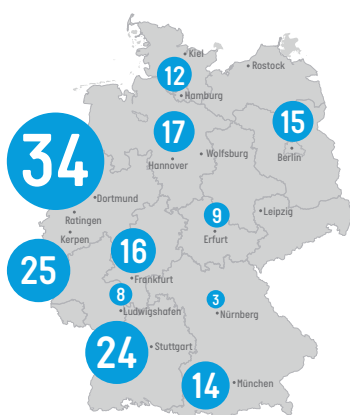 Kiel
Rostock
12
Hamburg
15
17
Wolfsburg
Hannover
Berlin
34
Dortmund
Leipzig
9
Ratingen
Kerpen
Erfurt
16
25
Frankfurt
8
3
Ludwigshafen
Nürnberg
24
Stuttgart
14
München